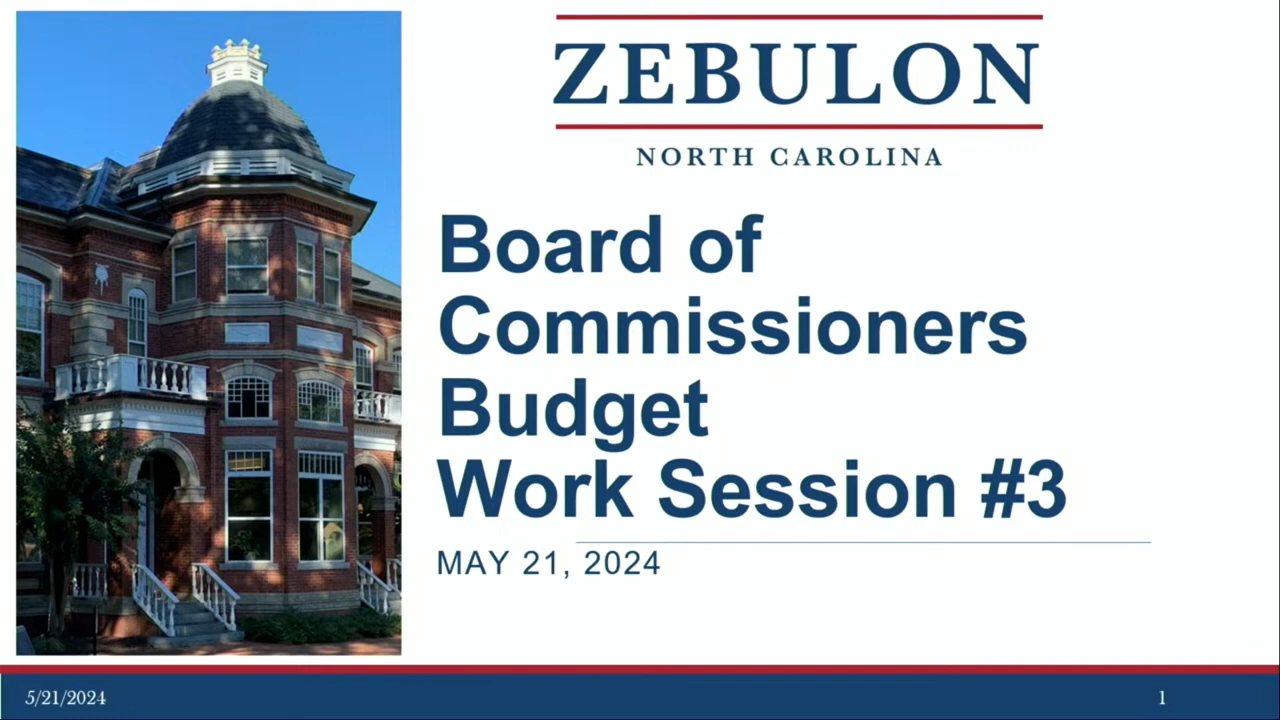 ZEBULON
NORTH CAROLINA
Board of
Commissioners
Budget
Work Session #3
MAY 21, 2024
5/21/2024
1